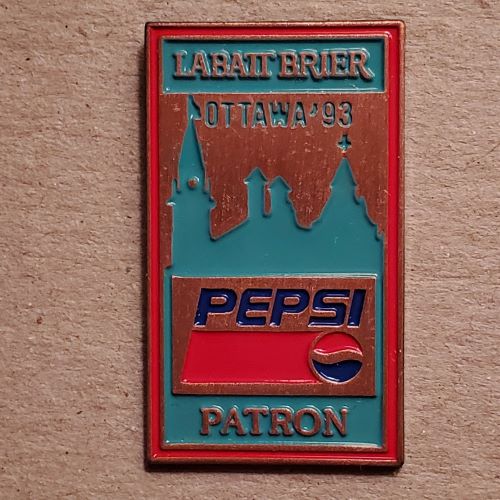 LABATT BRIER
OTTAWA '93
PEPSI
PATRON